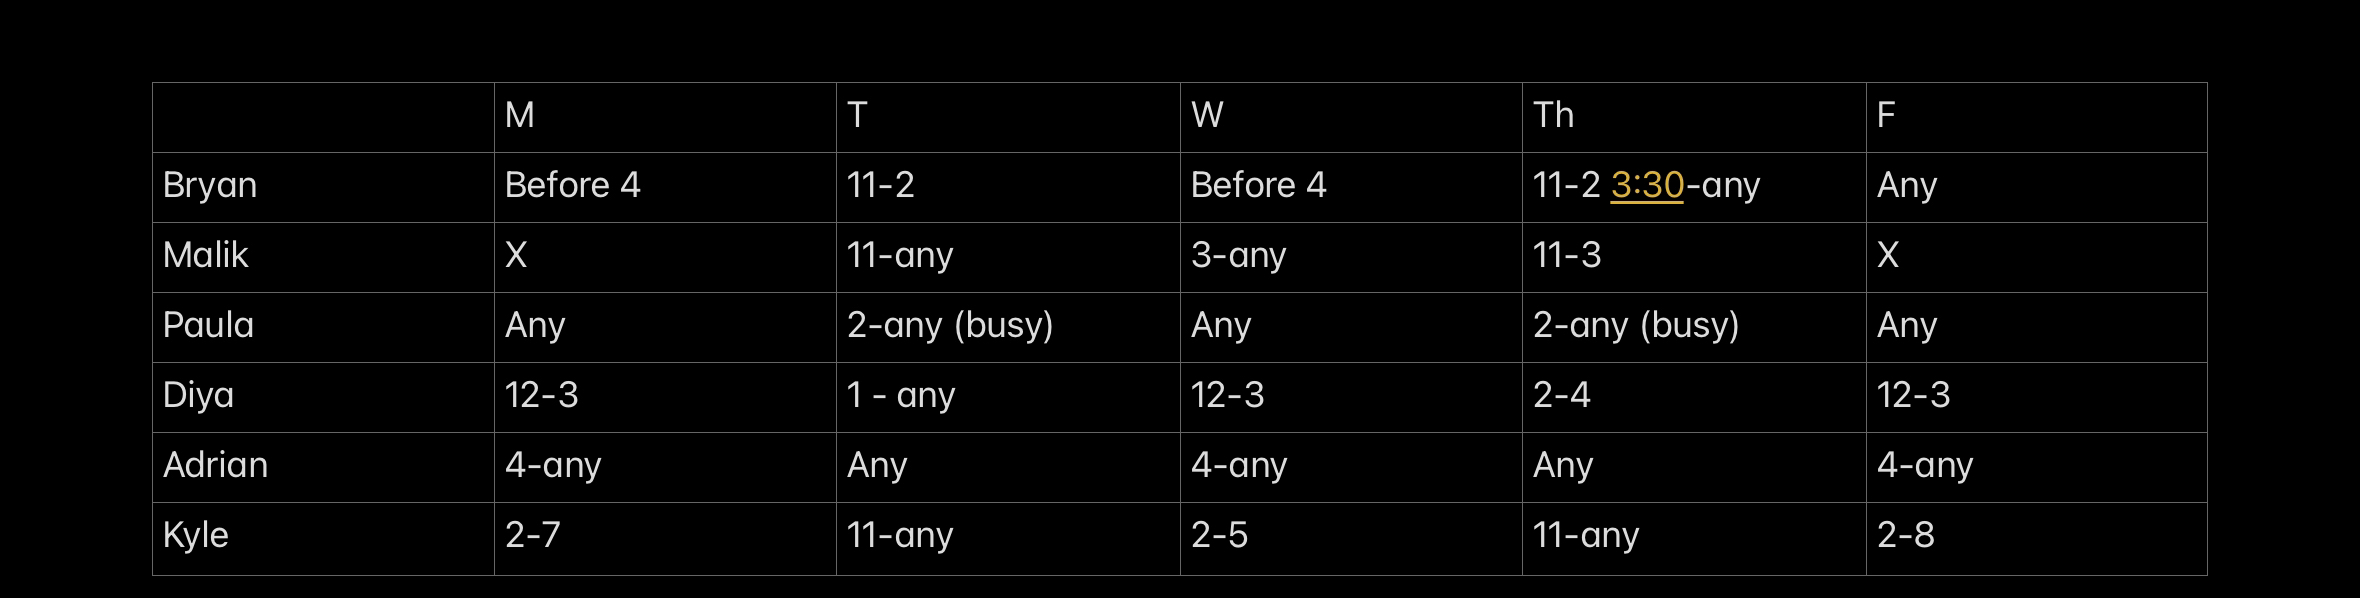 M T W Th F
Bryan Before 4 11-2 Before 4 11-2 3:30-any Any
Malik X 11-any 3-any 11-3 X
Paula Any 2-any (busy) Any 2-any (busy) Any
Diya 12-3 1 - any 12-3 2-4 12-3
Adrian 4-any Any 4-any Any 4-any
Kyle 2-7 11-any 2-5 11-any 2-8